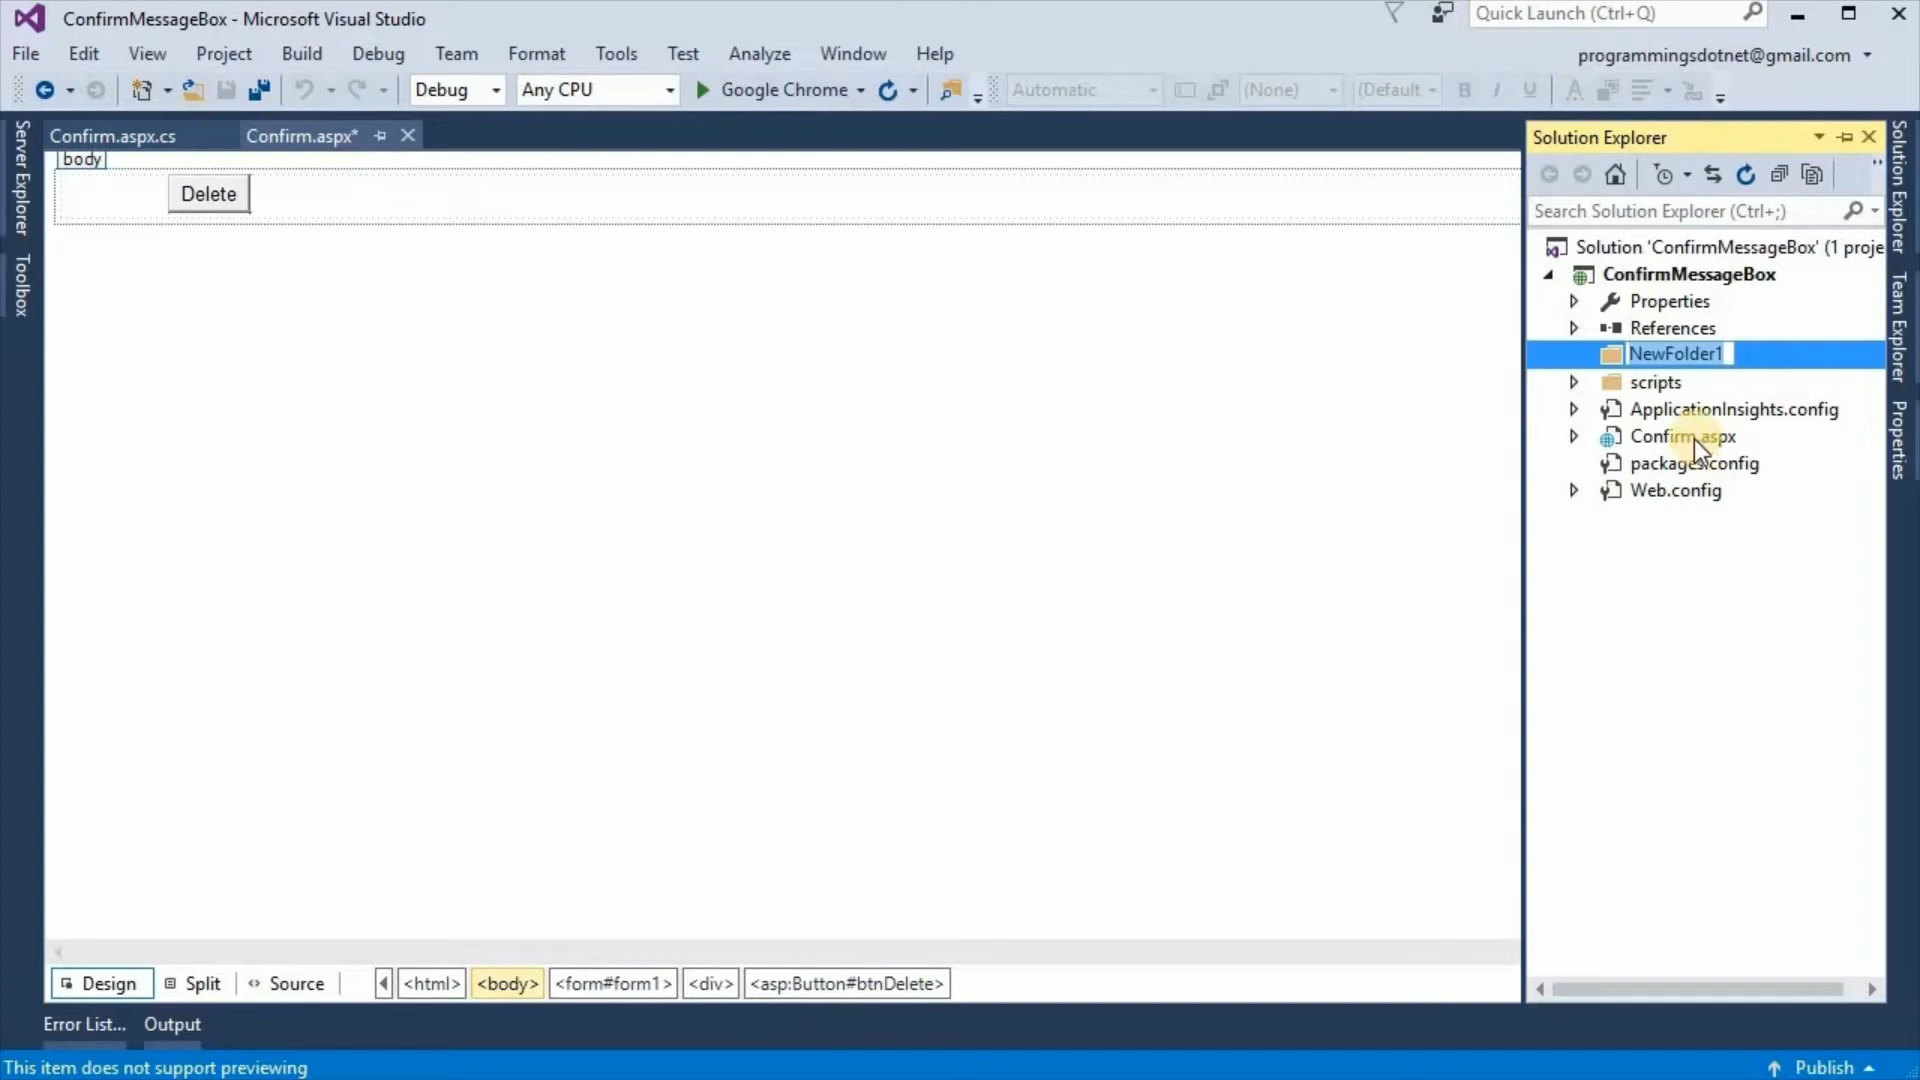 ConfirmMessageBox - Microsoft Visual Studio
Quick Launch (Ctrl+Q)
File Edit View Project Build Debug Team Format Tools Test Analyze Window Help
programmingsdotnet@gmail.com
Debug Any CPU Google Chrome Automatic (None) (Default B I U A
Server Explorer
Toolbox
Confirm.aspx.cs Confirm.aspx*
body
Delete
Solution Explorer
Search Solution Explorer (Ctrl+;)
Solution 'ConfirmMessageBox' (1 proje
ConfirmMessageBox
Properties
References
NewFolder1
scripts
ApplicationInsights.config
Confirm.aspx
packages.config
Web.config
Solution Explorer
Team Explorer
Properties
Design Split Source <html> <body> <form#form1> <div> <asp:Button#btnDelete>
Error List... Output
This item does not support previewing
Publish